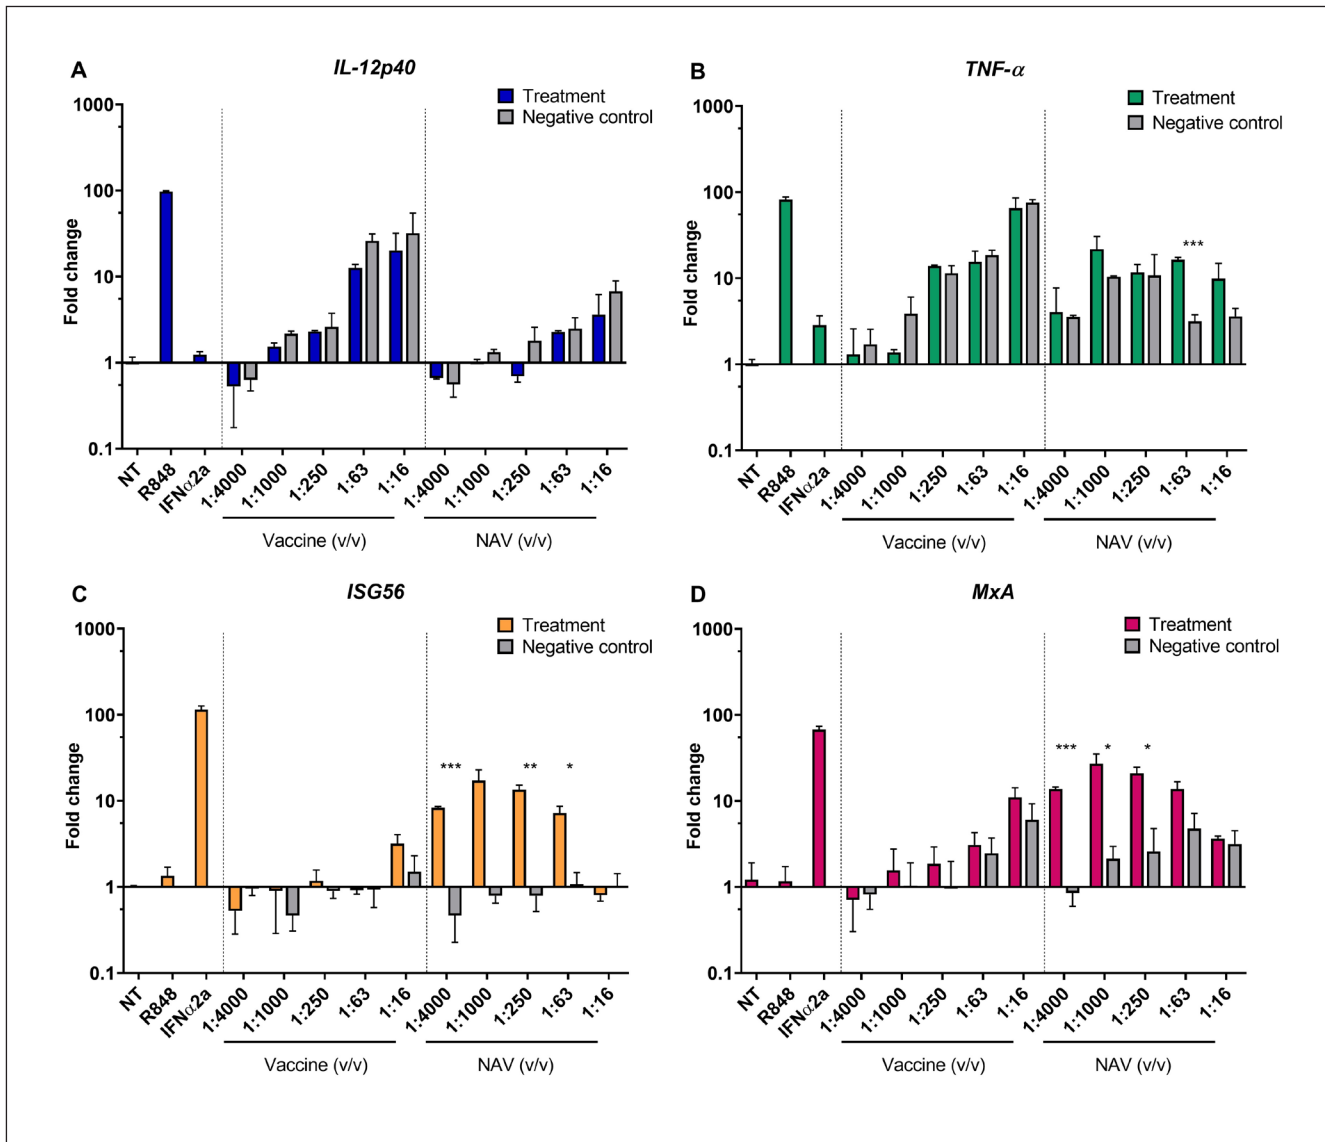 A
IL-12p40
Treatment
Negative control
1000
100
10
1
0.1
Fold change
NT
R848
IFNα2a
1:4000
1:1000
1:250
1:63
1:16
1:4000
1:1000
1:250
1:63
1:16
Vaccine (v/v)
NAV (v/v)
B
TNF-α
Treatment
Negative control
1000
100
10
1
0.1
Fold change
***
NT
R848
IFNα2a
1:4000
1:1000
1:250
1:63
1:16
1:4000
1:1000
1:250
1:63
1:16
Vaccine (v/v)
NAV (v/v)
C
ISG56
Treatment
Negative control
1000
100
10
1
0.1
Fold change
***
**
*
NT
R848
IFNα2a
1:4000
1:1000
1:250
1:63
1:16
1:4000
1:1000
1:250
1:63
1:16
Vaccine (v/v)
NAV (v/v)
D
MxA
Treatment
Negative control
1000
100
10
1
0.1
Fold change
***
*
*
NT
R848
IFNα2a
1:4000
1:1000
1:250
1:63
1:16
1:4000
1:1000
1:250
1:63
1:16
Vaccine (v/v)
NAV (v/v)